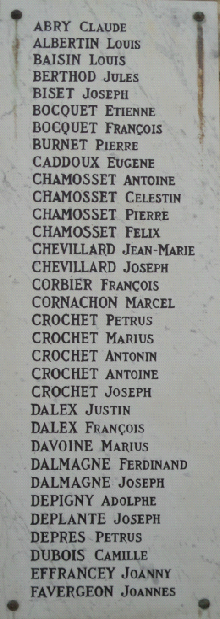 ABRY CLAUDE
ALBERTIN LOUIS
BAISIN LOUIS
BERTHOD JULES
BISET JOSEPH
BOCQUET ETIENNE
BOCQUET FRANÇOIS
BURNET PIERRE
CADDOUX EUGENE
CHAMOSSET ANTOINE
CHAMOSSET CELESTIN
CHAMOSSET PIERRE
CHAMOSSET FELIX
CHEVILLARD JEAN-MARIE
CHEVILLARD JOSEPH
CORBIER FRANÇOIS
CORNACHON MARCEL
CROCHET PETRUS
CROCHET MARIUS
CROCHET ANTONIN
CROCHET ANTOINE
CROCHET JOSEPH
DALEX JUSTIN
DALEX FRANÇOIS
DAVOINE MARIUS
DALMAGNE FERDINAND
DALMAGNE JOSEPH
DEPIGNY ADOLPHE
DEPLANTE JOSEPH
DEPRES PETRUS
DUBOIS CAMILLE
EFFRANCEY JOANNY
FAVERGEON JOANNES